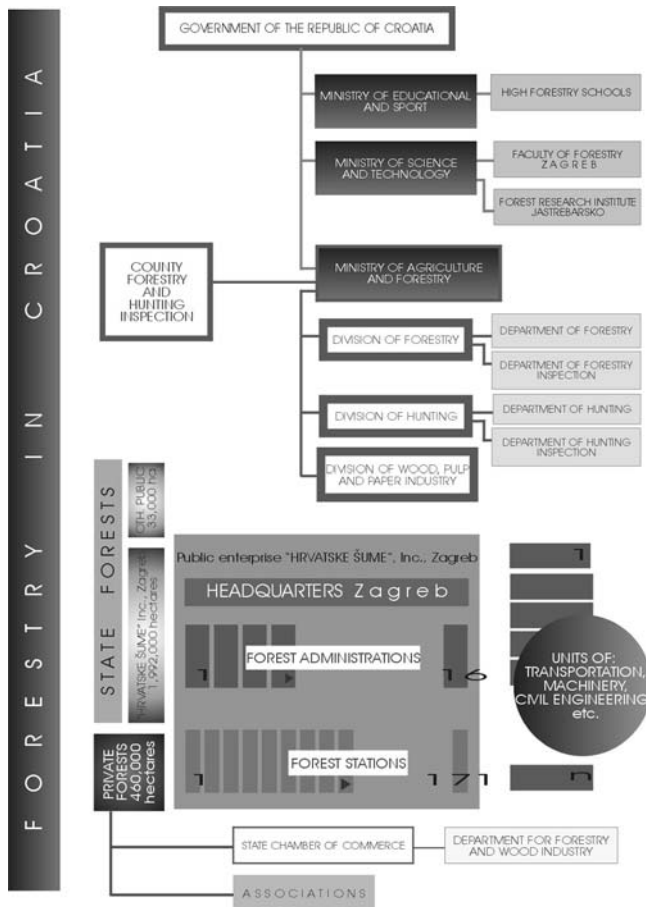 FORESTRY IN CROATIA
GOVERNMENT OF THE REPUBLIC OF CROATIA
MINISTRY OF EDUCATIONAL
AND SPORT
HIGH FORESTRY SCHOOLS
MINISTRY OF SCIENCE
AND TECHNOLOGY
FACULTY OF FORESTRY
Z A G R E B
FOREST RESEARCH INSTITUTE
JASTREBARSKO
COUNTY
FORESTRY
AND
HUNTING
INSPECTION
MINISTRY OF AGRICULTURE
AND FORESTRY
DIVISION OF FORESTRY
DEPARTMENT OF FORESTRY
DEPARTMENT OF FORESTRY
INSPECTION
DIVISION OF HUNTING
DEPARTMENT OF HUNTING
DEPARTMENT OF HUNTING
INSPECTION
DIVISION OF WOOD, PULP
AND PAPER INDUSTRY
STATE FORESTS
OTH. PUBLIC
33,000 ha
"HRVATSKE ŠUME" Inc., Zagreb
1,992,000 hectares
Public enterprise "HRVATSKE ŠUME", Inc., Zagreb
HEADQUARTERS Zagreb
1
FOREST ADMINISTRATIONS
16
1
FOREST STATIONS
171
1
UNITS OF:
TRANSPORTATION,
MACHINERY,
CIVIL ENGINEERING
etc.
n
PRIVATE
FORESTS
460,000
hectares
STATE CHAMBER OF COMMERCE
DEPARTMENT FOR FORESTRY
AND WOOD INDUSTRY
ASSOCIATIONS